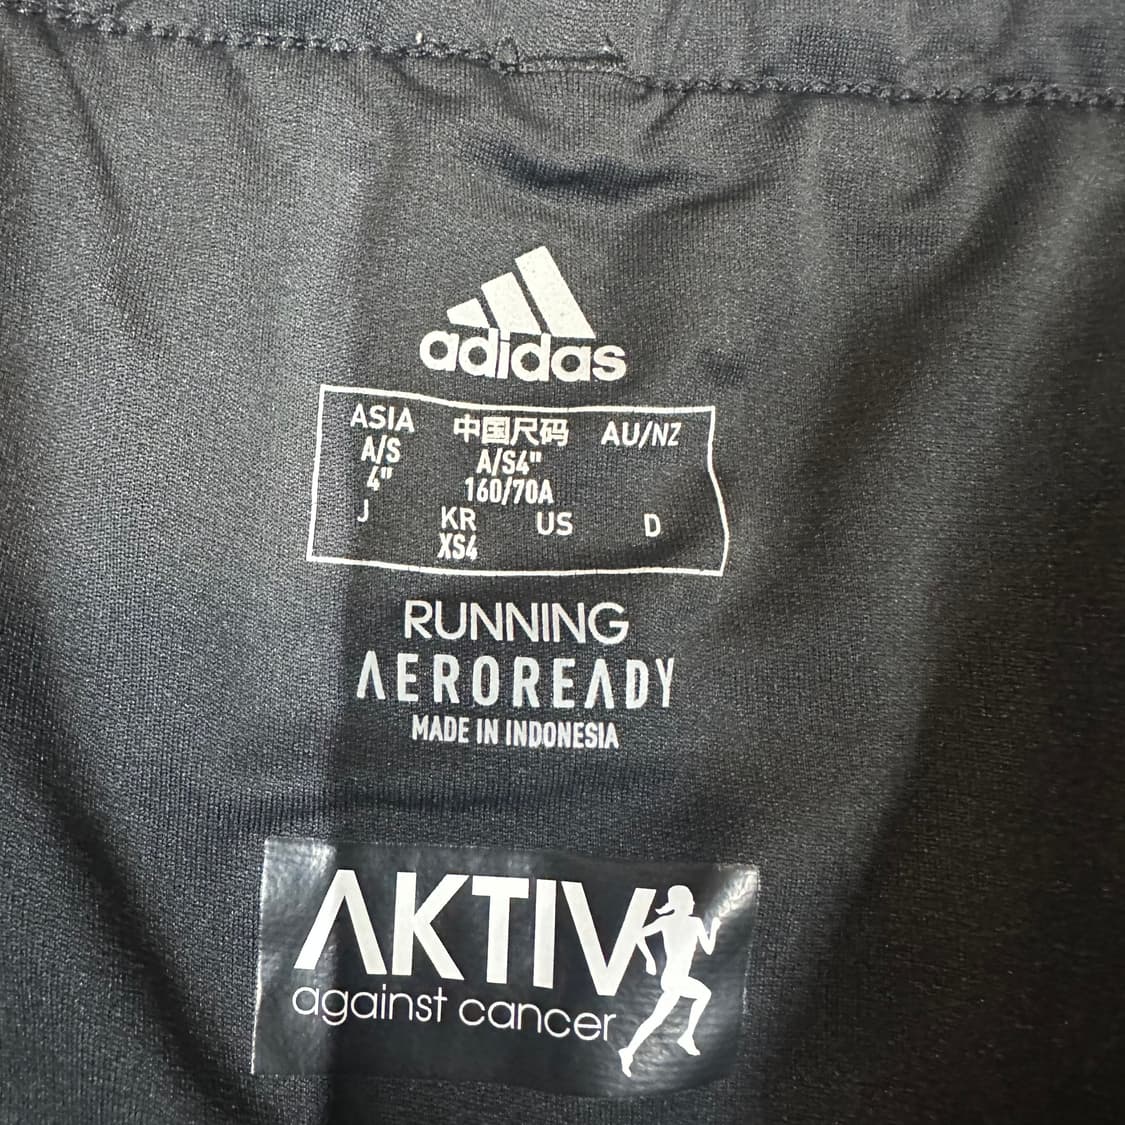 adidas
ASIA 中国尺码 AU/NZ
A/S A/S4"
4" 160/70A
J KR US D
XS4
RUNNING
AEROREADY
MADE IN INDONESIA
AKTIV
against cancer